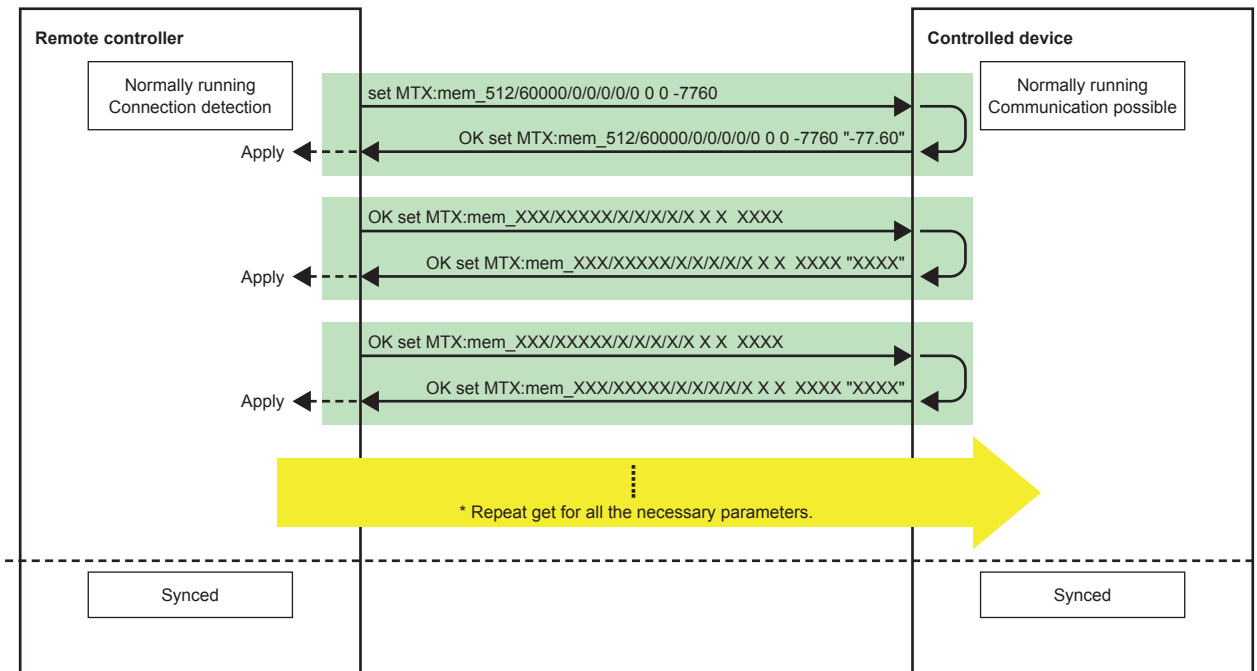 Remote controller
Controlled device
Normally running
Connection detection
Normally running
Communication possible
set MTX:mem_512/60000/0/0/0/0/0 0 0 -7760
OK set MTX:mem_512/60000/0/0/0/0/0 0 0 -7760 "-77.60"
Apply
OK set MTX:mem_XXX/XXXXX/X/X/X/X/X X X  XXXX
OK set MTX:mem_XXX/XXXXX/X/X/X/X/X X X  XXXX "XXXX"
Apply
OK set MTX:mem_XXX/XXXXX/X/X/X/X/X X X  XXXX
OK set MTX:mem_XXX/XXXXX/X/X/X/X/X X X  XXXX "XXXX"
Apply
* Repeat get for all the necessary parameters.
Synced
Synced